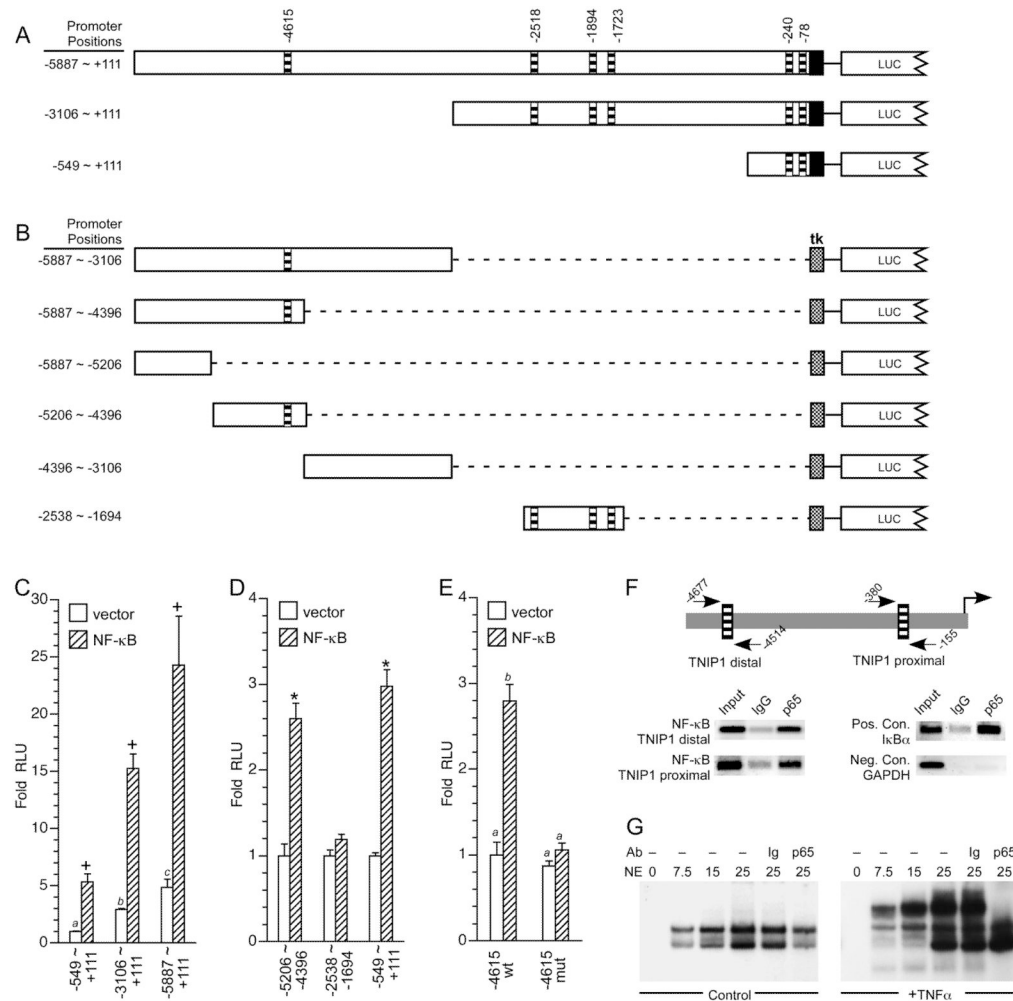 A
Promoter
Positions
-4615
-2518
-1894
-1723
-240
-78
-5887 ~ +111
LUC
-3106 ~ +111
LUC
-549 ~ +111
LUC
B
Promoter
Positions
tk
-5887 ~ -3106
LUC
-5887 ~ -4396
LUC
-5887 ~ -5206
LUC
-5206 ~ -4396
LUC
-4396 ~ -3106
LUC
-2538 ~ -1694
LUC
C
30
25
20
15
10
5
0
Fold RLU
vector
NF-κB
a
+
b
+
c
+
-549 ~
+111
-3106 ~
+111
-5887 ~
+111
D
4
3
2
1
0
Fold RLU
vector
NF-κB
*
*
-5206 ~
-4396
-2538 ~
-1694
-549 ~
+111
E
4
3
2
1
0
Fold RLU
vector
NF-κB
a
b
a
a
-4615
wt
-4615
mut
F
-4677
-380
-4514
-155
TNIP1 distal
TNIP1 proximal
Input
IgG
p65
NF-κB
TNIP1 distal
NF-κB
TNIP1 proximal
Input
IgG
p65
Pos. Con.
IκBα
Neg. Con.
GAPDH
G
Ab – – – – Ig p65
NE 0 7.5 15 25 25 25
Control
– – – – Ig p65
0 7.5 15 25 25 25
+TNFα